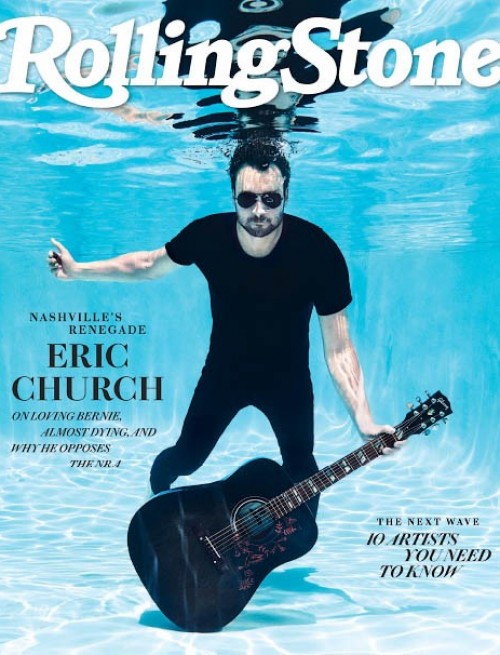 RollingStone
NASHVILLE'S
RENEGADE
ERIC
CHURCH
ON LOVING BERNIE,
ALMOST DYING, AND
WHY HE OPPOSES
THE NRA
THE NEXT WAVE
10 ARTISTS
YOU NEED
TO KNOW
Gibson